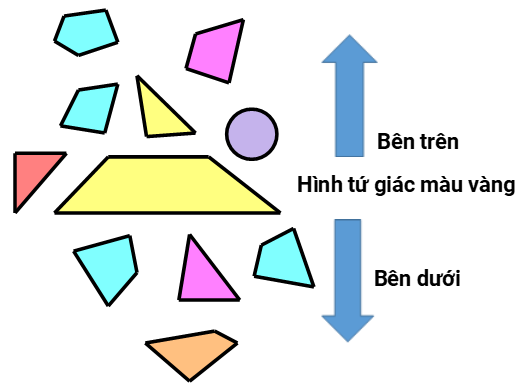 Bên trên
Hình tứ giác màu vàng
Bên dưới